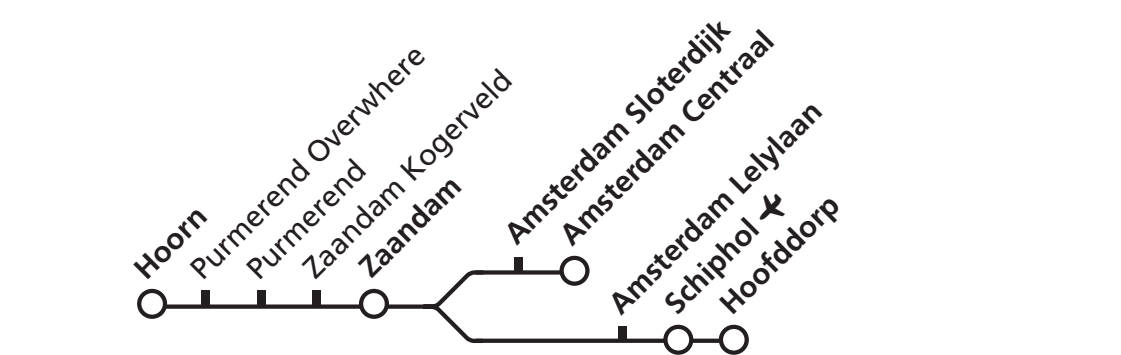 Hoorn
Purmerend Overwhere
Purmerend
Zaandam Kogerveld
Zaandam
Amsterdam Sloterdijk
Amsterdam Centraal
Amsterdam Lelylaan
Schiphol
Hoofddorp